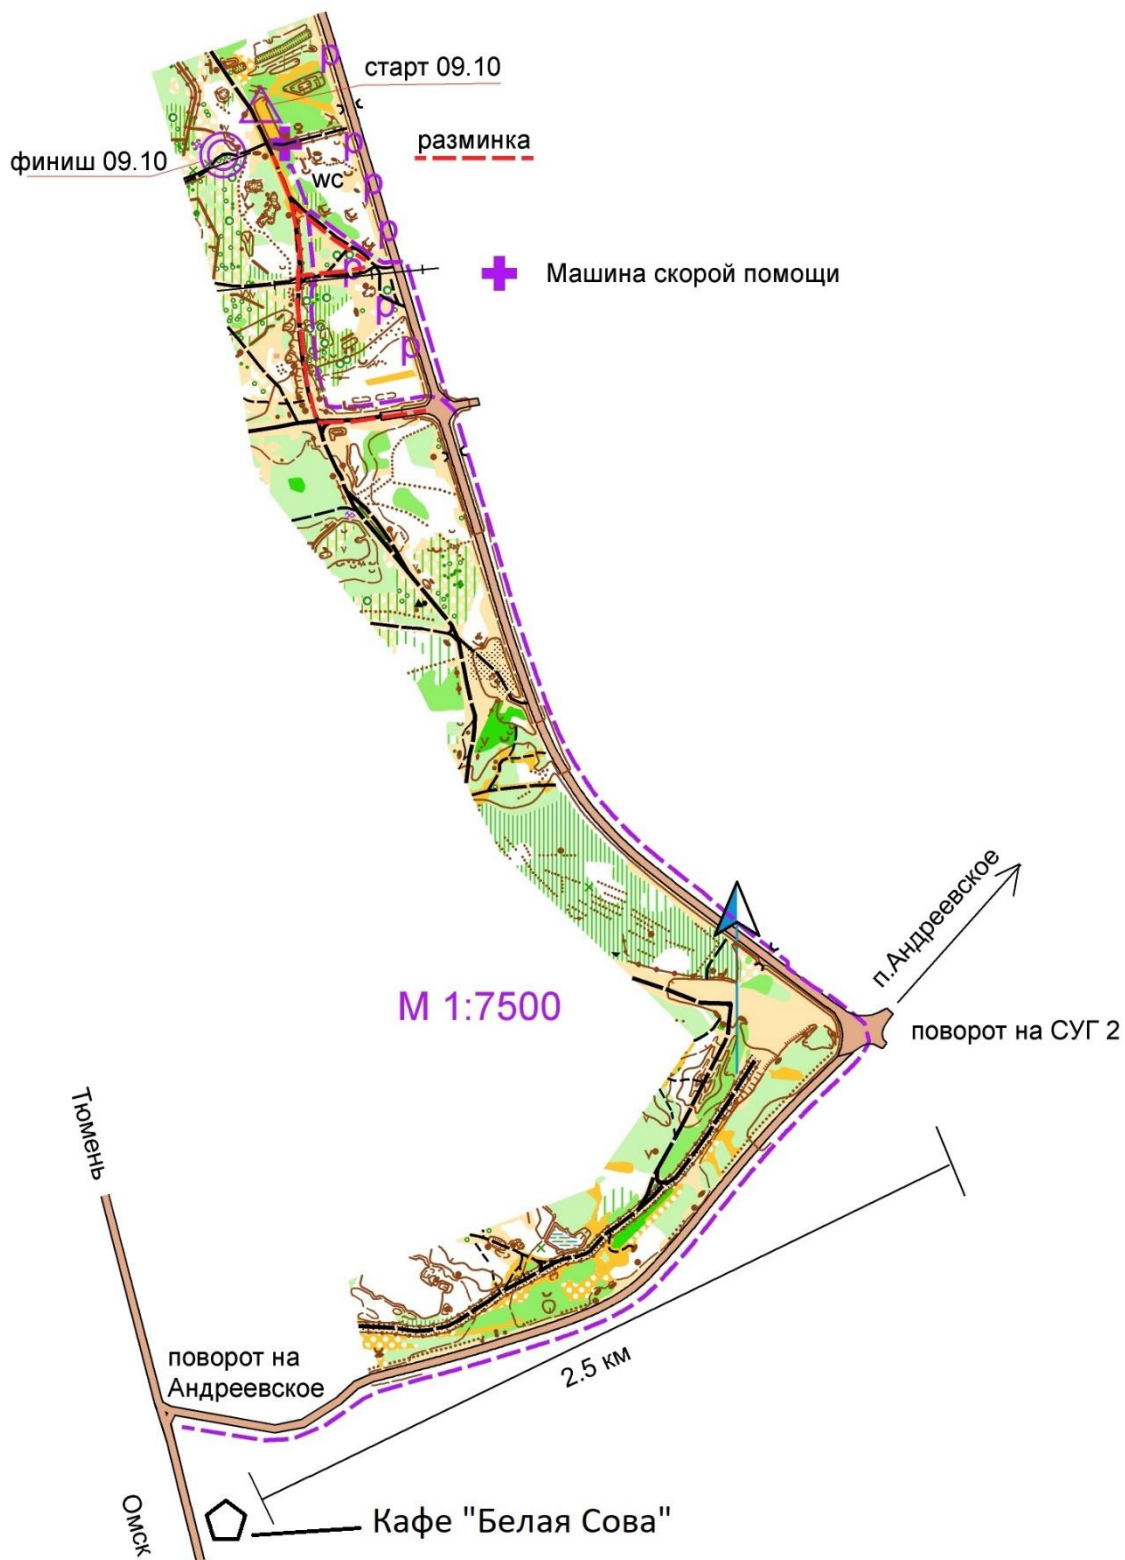 р
старт 09.10
финиш 09.10
р
разминка
wc
р
р
р
Машина скорой помощи
р
р
М 1:7500
п.Андреевское
поворот на СУГ 2
Тюмень
2.5 км
поворот на
Андреевское
Омск
Кафе "Белая Сова"